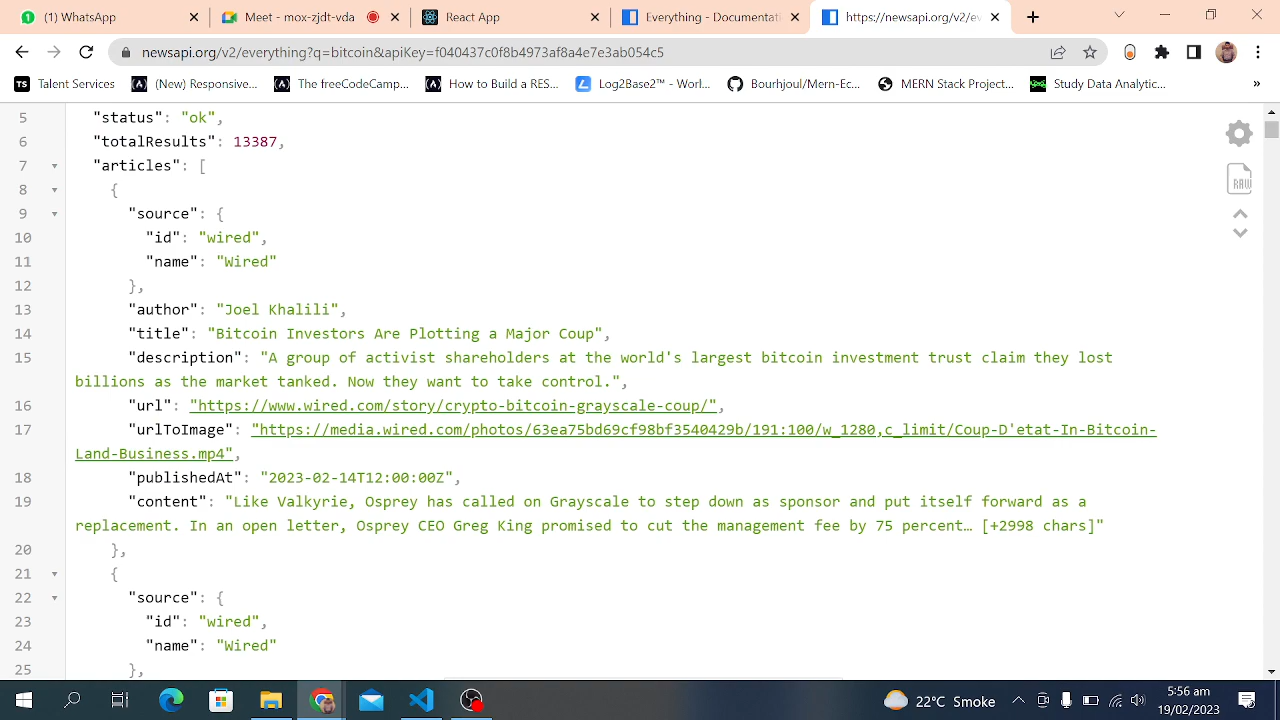 Talent Services
WhatsApp
Meet - Mern Stacl
React App
Everything - Documentati
https://newsapi.org/v2/ev
newsapi.org/v2/everything?q=bitcoin&apiKey=f040437c0f8b4973af8a4e7e3ab054c5
TS Talent Services
(New) Responsive...
The freeCodeCamp...
How to Build a RES...
Log2Base2™ - Worl...
Bourhjoul/Mern-Ec...
MERN Stack Project...
Study Data Analytic...
»
5 "status": "ok",
6 "totalResults": 13387,
7 "articles": [
8 {
9 "source": {
10 "id": "wired",
11 "name": "Wired"
12 },
13 "author": "Joel Khalili",
14 "title": "Bitcoin Investors Are Plotting a Major Coup",
15 "description": "A group of activist shareholders at the world's largest bitcoin investment trust claim they lost
billions as the market tanked. Now they want to take control.",
16 "url": "https://www.wired.com/story/crypto-bitcoin-grayscale-coup/",
17 "urlToImage": "https://media.wired.com/photos/63ea75bd69cf98bf3540429b/191:100/w_1280,c_limit/Coup-D'etat-In-Bitcoin-
Land-Business.mp4",
18 "publishedAt": "2023-02-14T12:00:00Z",
19 "content": "Like Valkyrie, Osprey has called on Grayscale to step down as sponsor and put itself forward as a
replacement. In an open letter, Osprey CEO Greg King promised to cut the management fee by 75 percent… [+2998 chars]"
20 },
21 {
22 "source": {
23 "id": "wired",
24 "name": "Wired"
25 },
RAW
22°C Smoke
5:56 am
19/02/2023